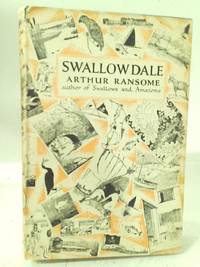 SWALLOWDALE
ARTHUR RANSOME
author of Swallows and Amazons